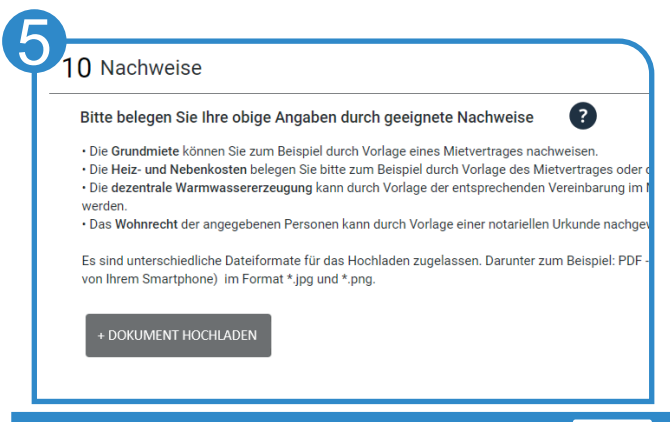 5
10 Nachweise
Bitte belegen Sie Ihre obige Angaben durch geeignete Nachweise ?
• Die Grundmiete können Sie zum Beispiel durch Vorlage eines Mietvertrages nachweisen.
• Die Heiz- und Nebenkosten belegen Sie bitte zum Beispiel durch Vorlage des Mietvertrages oder
• Die dezentrale Warmwassererzeugung kann durch Vorlage der entsprechenden Vereinbarung im
werden.
• Das Wohnrecht der angegebenen Personen kann durch Vorlage einer notariellen Urkunde
Es sind unterschiedliche Dateiformate für das Hochladen zugelassen. Darunter zum Beispiel: PDF -
von Ihrem Smartphone) im Format *.jpg und *.png.
+ DOKUMENT HOCHLADEN